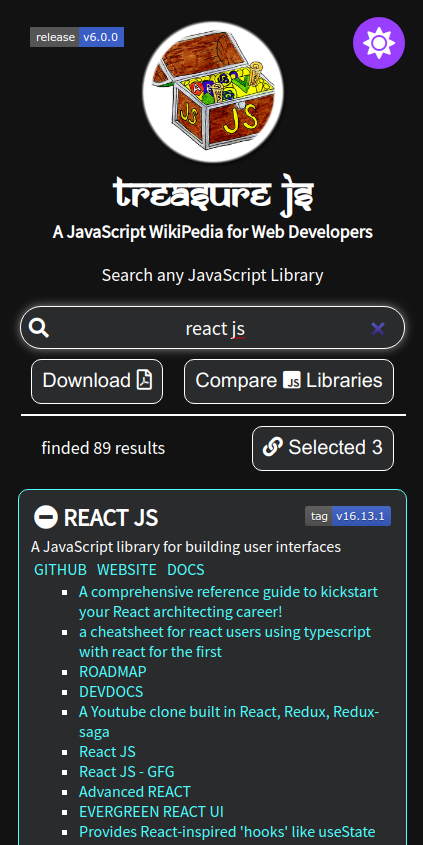 release v6.0.0
JS
JS
Treasure js
A JavaScript WikiPedia for Web Developers
Search any JavaScript Library
react js
Download
Compare JS Libraries
finded 89 results
Selected 3
REACT JS
tag v16.13.1
A JavaScript library for building user interfaces
GITHUB WEBSITE DOCS
A comprehensive reference guide to kickstart
your React architecting career!
a cheatsheet for react users using typescript
with react for the first
ROADMAP
DEVDOCS
A Youtube clone built in React, Redux, Redux-
saga
React JS
React JS - GFG
Advanced REACT
EVERGREEN REACT UI
Provides React-inspired 'hooks' like useState